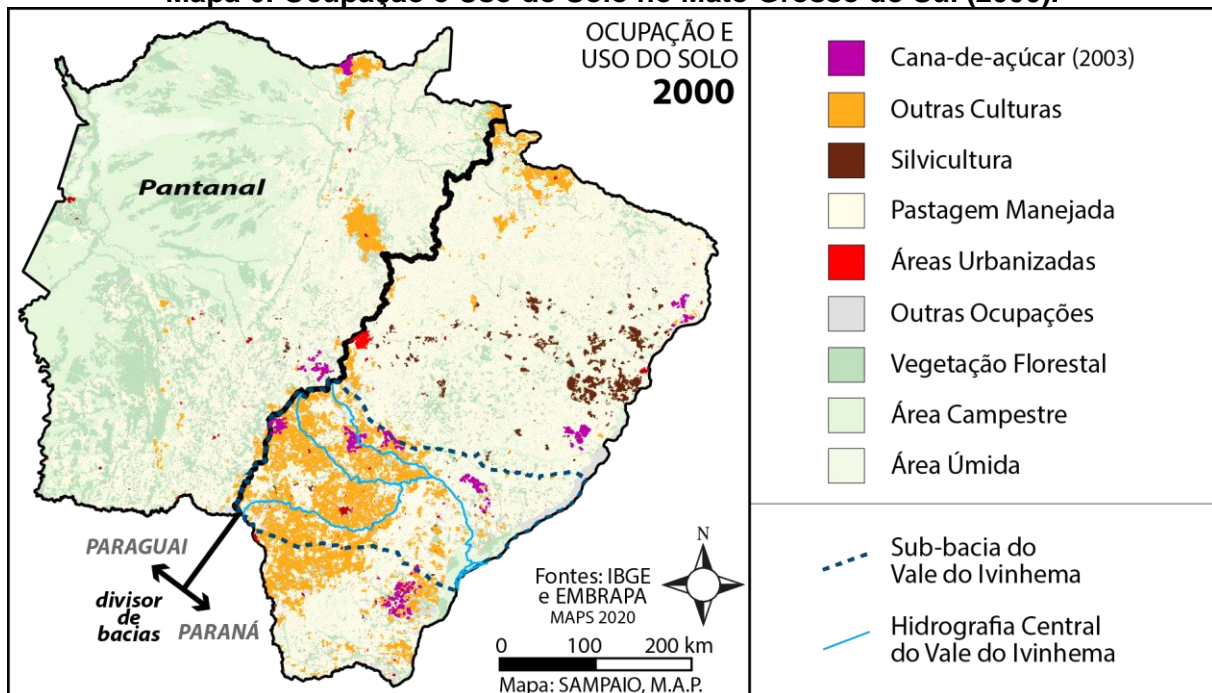 Mapa 6: Ocupação e Uso do Solo no Mato Grosso do Sul (2000).
OCUPAÇÃO E
USO DO SOLO
2000
Pantanal
PARAGUAI
divisor
de
bacias
PARANÁ
Fontes: IBGE
e EMBRAPA
MAPS 2020
N
0 100 200 km
Mapa: SAMPAIO, M.A.P.
Cana-de-açúcar (2003)
Outras Culturas
Silvicultura
Pastagem Manejada
Áreas Urbanizadas
Outras Ocupações
Vegetação Florestal
Área Campestre
Área Úmida
Sub-bacia do
Vale do Ivinhema
Hidrografia Central
do Vale do Ivinhema